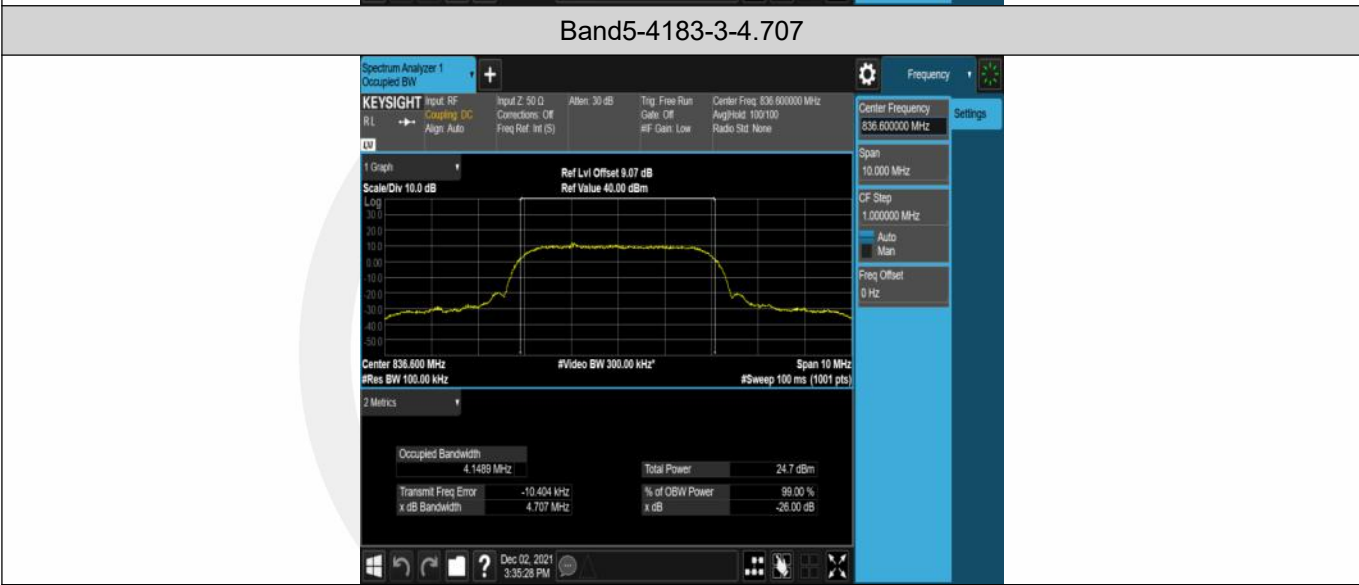 Band5-4183-3-4.707
Spectrum Analyzer 1
Occupied BW
+
Frequency
KEYSIGHT
Input: RF
Input Z: 50 Ω
Atten: 30 dB
Trig: Free Run
Center Freq: 836.600000 MHz
RL
Coupling: DC
Corrections: Off
Gate: Off
Avg|Hold: 100/100
Align: Auto
Freq Ref: Int (S)
#IF Gain: Low
Radio Std: None
Center Frequency
836.600000 MHz
Settings
Span
10.000 MHz
CF Step
1.000000 MHz
Auto
Man
Freq Offset
0 Hz
1 Graph
Ref Lvl Offset 9.07 dB
Scale/Div 10.0 dB
Ref Value 40.00 dBm
Log
30.0
20.0
10.0
0.00
-10.0
-20.0
-30.0
-40.0
-50.0
Center 836.600 MHz
#Video BW 300.00 kHz*
Span 10 MHz
#Res BW 100.00 kHz
#Sweep 100 ms (1001 pts)
2 Metrics
Occupied Bandwidth
4.1489 MHz
Total Power 24.7 dBm
Transmit Freq Error -10.404 kHz
% of OBW Power 99.00 %
x dB Bandwidth 4.707 MHz
x dB -26.00 dB
?
Dec 02, 2021
3:35:28 PM